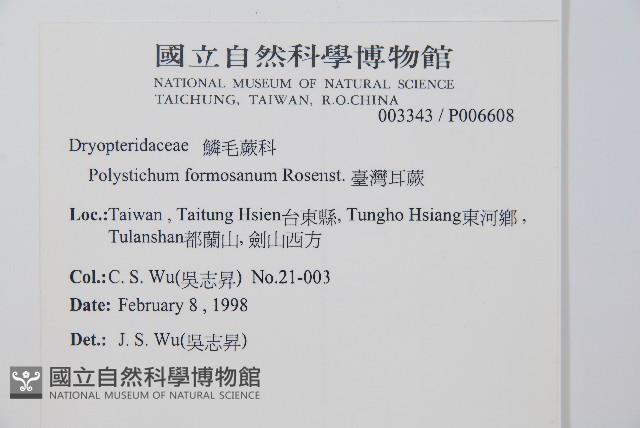 國立自然科學博物館
NATIONAL MUSEUM OF NATURAL SCIENCE
TAICHUNG, TAIWAN, R.O.CHINA
003343 / P006608
Dryopteridaceae 鱗毛蕨科
Polystichum formosanum Rosenst. 臺灣耳蕨
Loc.:Taiwan , Taitung Hsien台東縣, Tungho Hsiang東河鄉 ,
Tulanshan都蘭山, 劍山西方
Col.: C. S. Wu(吳志昇) No.21-003
Date: February 8 , 1998
Det.: J. S. Wu(吳志昇)
國立自然科學博物館
NATIONAL MUSEUM OF NATURAL SCIENCE